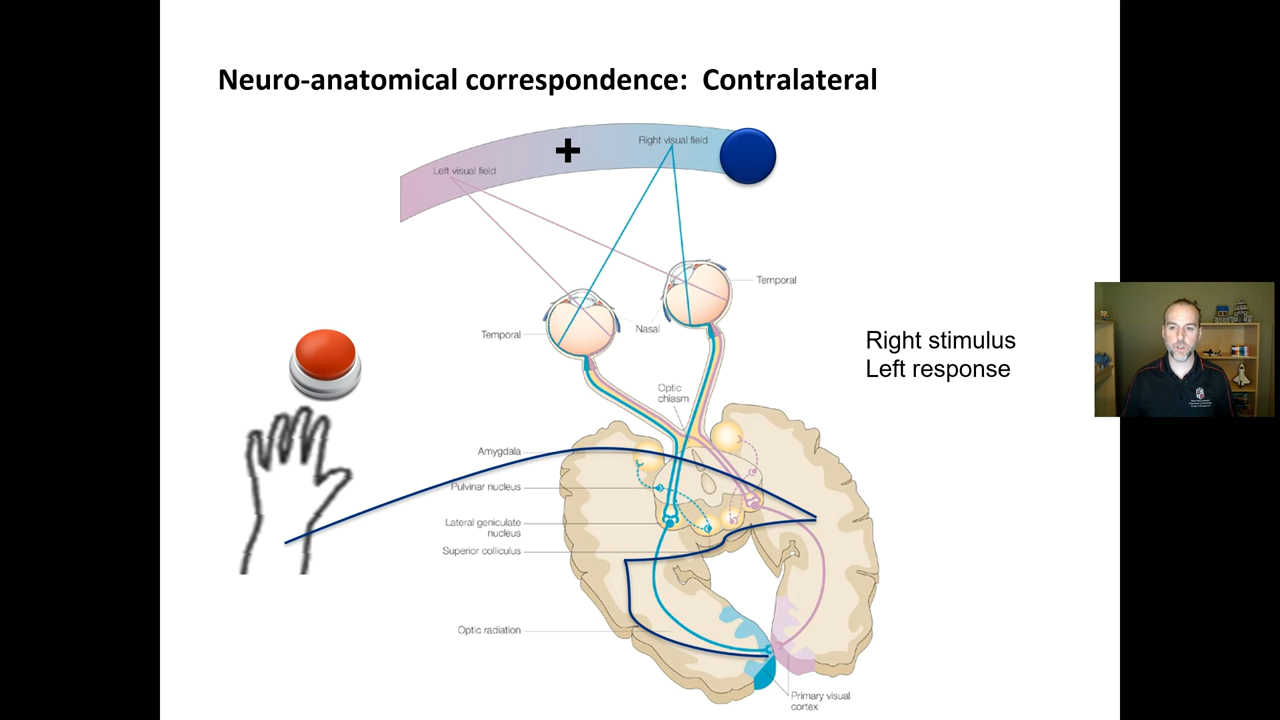 Neuro-anatomical correspondence: Contralateral
Right visual field
Left visual field
Temporal
Temporal
Nasal
Right stimulus
Left response
Optic
chiasm
Amygdala
Pulvinar nucleus
Lateral geniculate
nucleus
Superior colliculus
Optic radiation
Primary visual
cortex